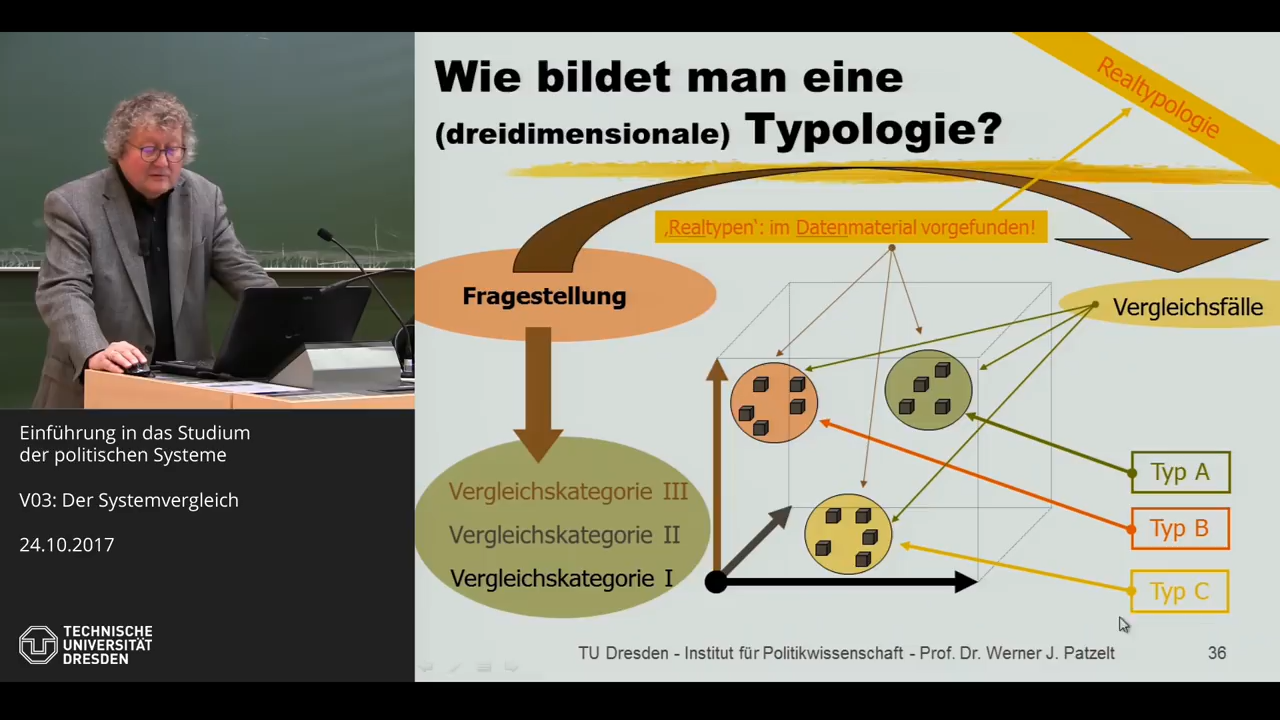 Wie bildet man eine
(dreidimensionale) Typologie?
Realtypologie
‚Realtypen‘: im Datenmaterial vorgefunden!
Fragestellung
Vergleichsfälle
Vergleichskategorie III
Vergleichskategorie II
Vergleichskategorie I
Typ A
Typ B
Typ C
TU Dresden - Institut für Politikwissenschaft - Prof. Dr. Werner J. Patzelt
36
Einführung in das Studium
der politischen Systeme
V03: Der Systemvergleich
24.10.2017
TECHNISCHE
UNIVERSITÄT
DRESDEN